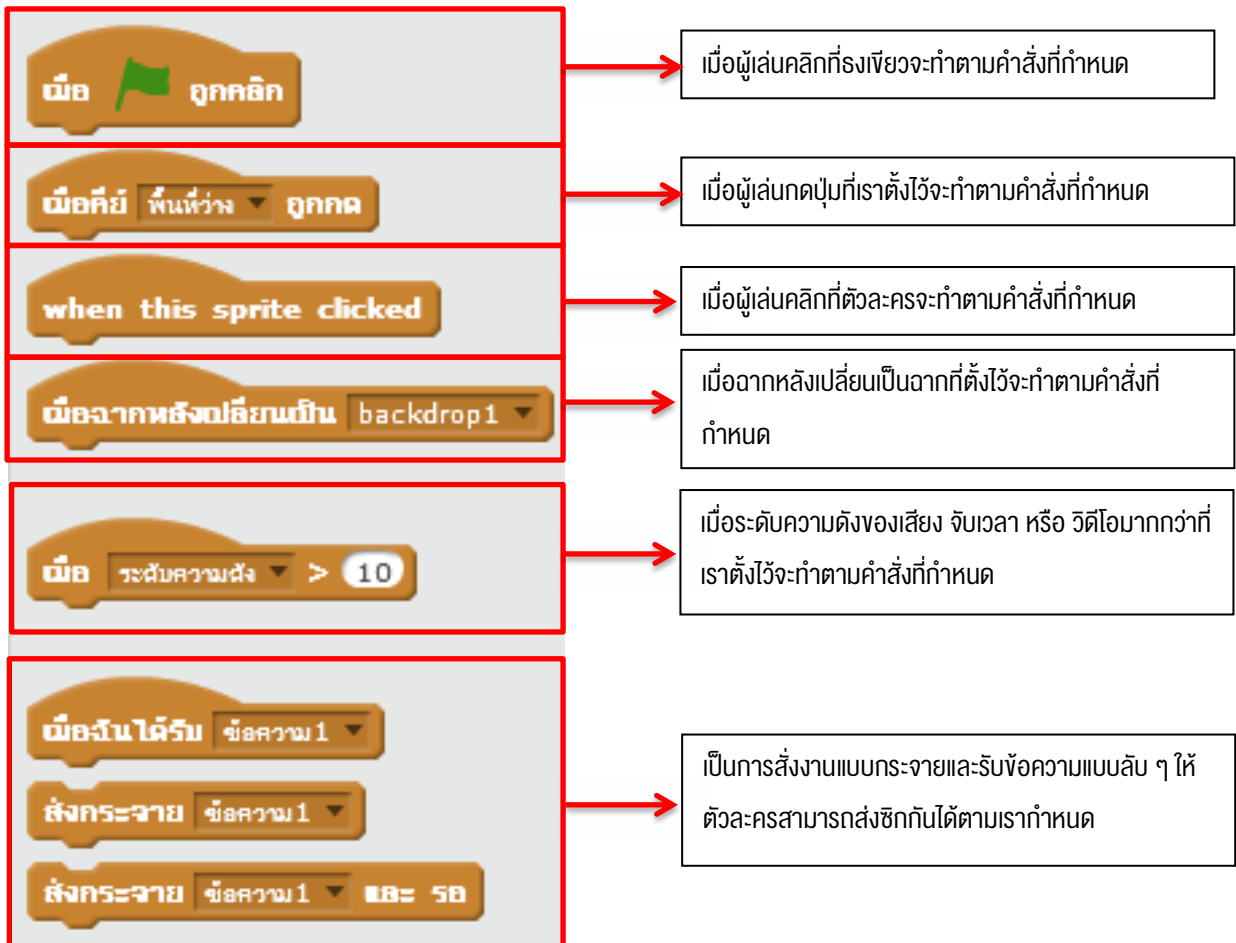 เมื่อ ถูกคลิก
เมื่อผู้เล่นคลิกที่ธงเขียวจะทำตามคำสั่งที่กำหนด
เมื่อคีย์ พื้นที่ว่าง ถูกกด
เมื่อผู้เล่นกดปุ่มที่เราตั้งไว้จะทำตามคำสั่งที่กำหนด
when this sprite clicked
เมื่อผู้เล่นคลิกที่ตัวละครจะทำตามคำสั่งที่กำหนด
เมื่อฉากหลังเปลี่ยนเป็น backdrop1
เมื่อฉากหลังเปลี่ยนเป็นฉากที่ตั้งไว้จะทำตามคำสั่งที่
กำหนด
เมื่อ ระดับความดัง > 10
เมื่อระดับความดังของเสียง จับเวลา หรือ วิดีโอมากกว่าที่
เราตั้งไว้จะทำตามคำสั่งที่กำหนด
เมื่อฉันได้รับ ข้อความ1
ส่งกระจาย ข้อความ1
ส่งกระจาย ข้อความ1 และ รอ
เป็นการสั่งงานแบบกระจายและรับข้อความแบบลับ ๆ ให้
ตัวละครสามารถส่งซิกกันได้ตามเรากำหนด